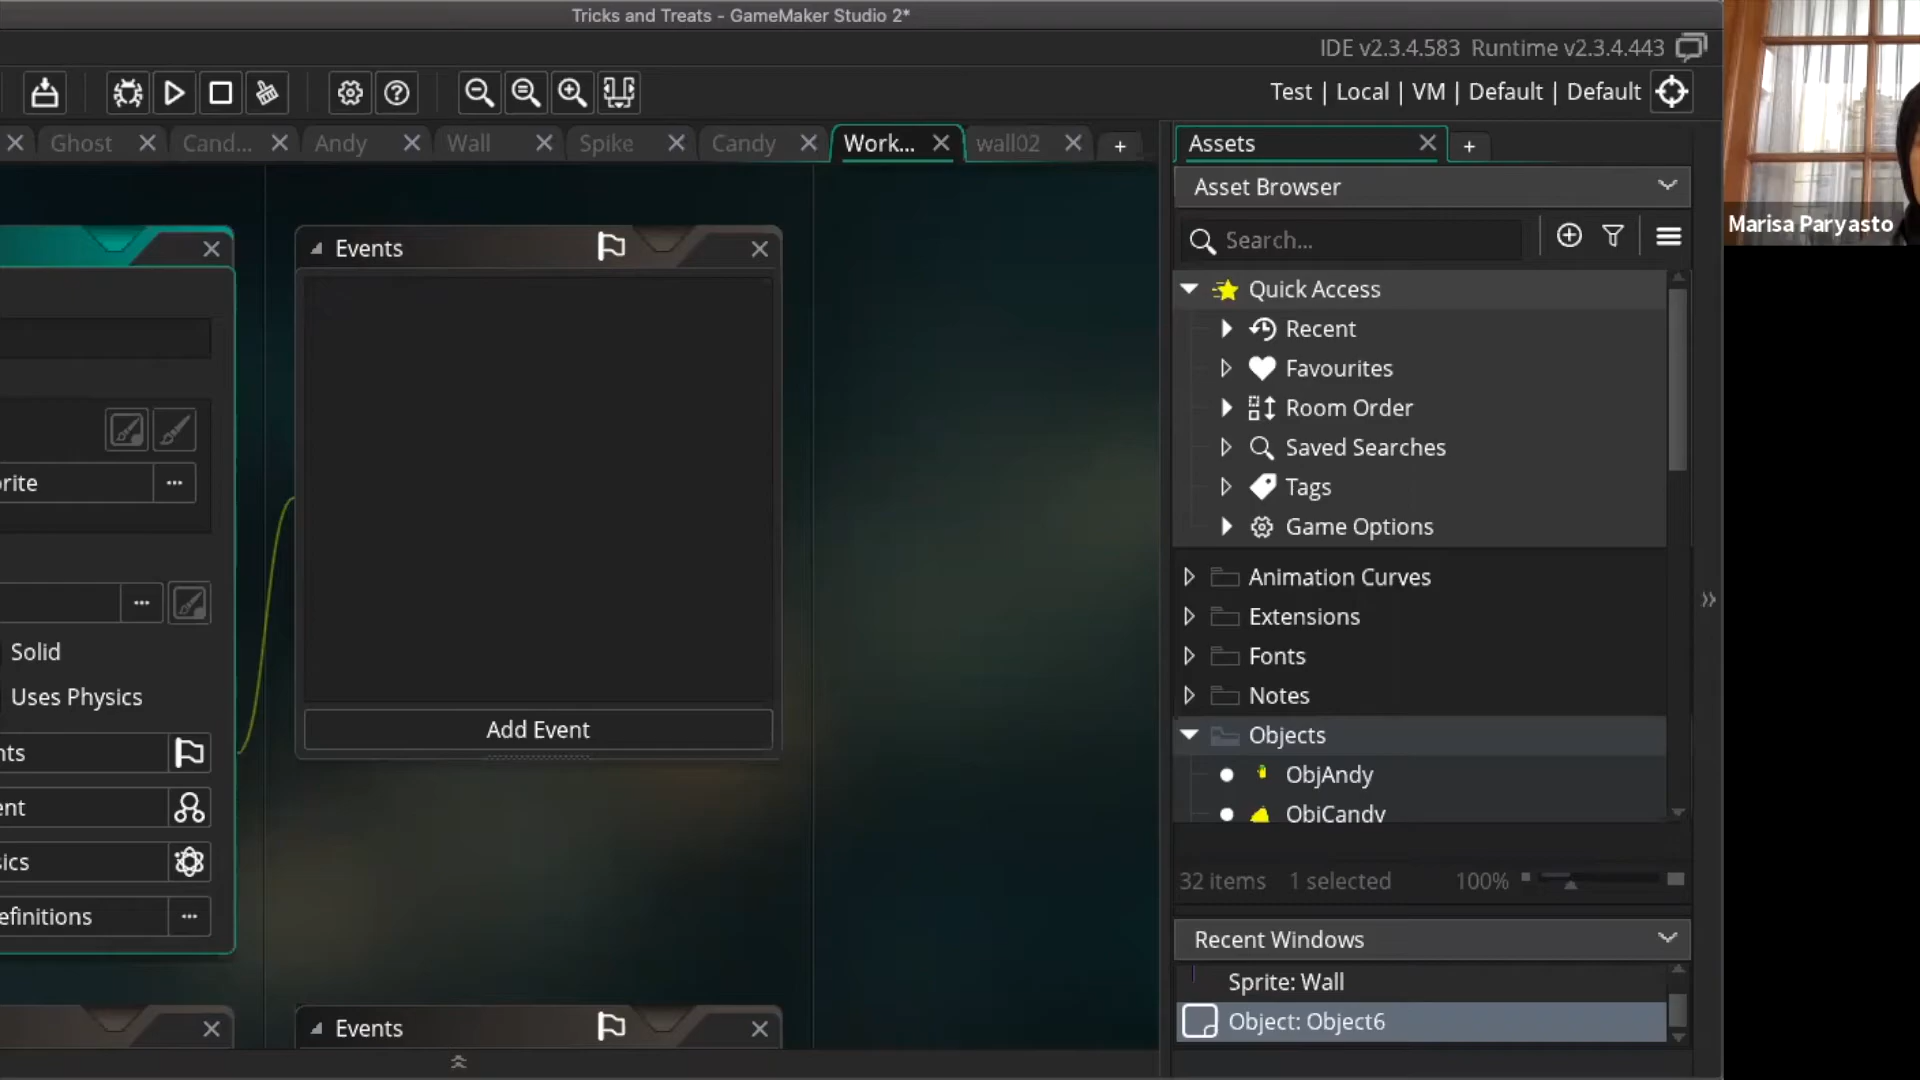 Tricks and Treats - GameMaker Studio 2*
IDE v2.3.4.583 Runtime v2.3.4.443
Test | Local | VM | Default | Default
Ghost
Cand...
Andy
Wall
Spike
Candy
Work...
wall02
+
Assets
+
Asset Browser
Search...
Quick Access
Recent
Favourites
Room Order
Saved Searches
Tags
Game Options
Animation Curves
Extensions
Fonts
Notes
Objects
ObjAndy
ObjCandy
32 items 1 selected 100%
Recent Windows
Sprite: Wall
Object: Object6
Events
Add Event
Events
rite
...
...
Solid
Uses Physics
nts
ent
sics
efinitions
...
Marisa Paryasto